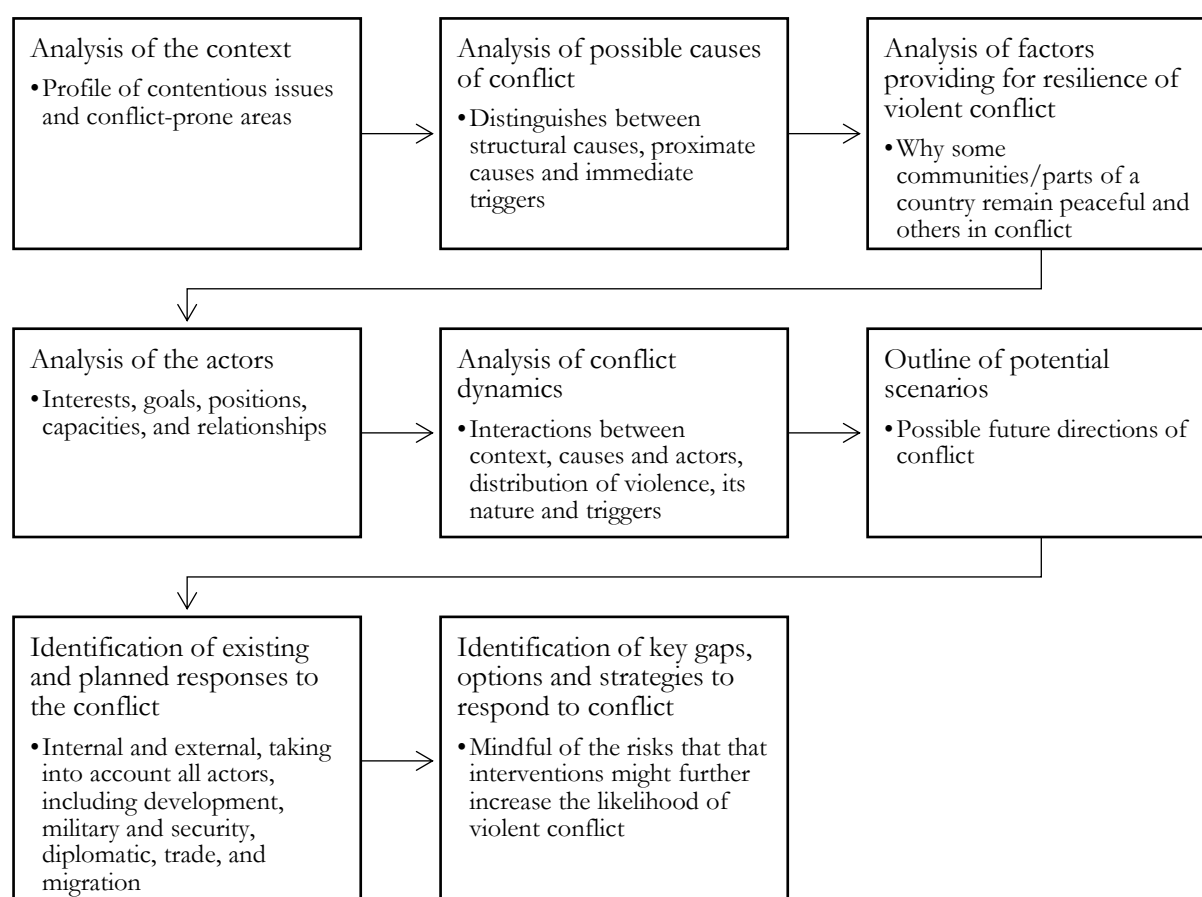 Analysis of the context
•Profile of contentious issues
and conflict-prone areas
Analysis of possible causes
of conflict
•Distinguishes between
structural causes, proximate
causes and immediate
triggers
Analysis of factors
providing for resilience of
violent conflict
•Why some
communities/parts of a
country remain peaceful and
others in conflict
Analysis of the actors
•Interests, goals, positions,
capacities, and relationships
Analysis of conflict
dynamics
•Interactions between
context, causes and actors,
distribution of violence, its
nature and triggers
Outline of potential
scenarios
•Possible future directions of
conflict
Identification of existing
and planned responses to
the conflict
•Internal and external, taking
into account all actors,
including development,
military and security,
diplomatic, trade, and
migration
Identification of key gaps,
options and strategies to
respond to conflict
•Mindful of the risks that that
interventions might further
increase the likelihood of
violent conflict